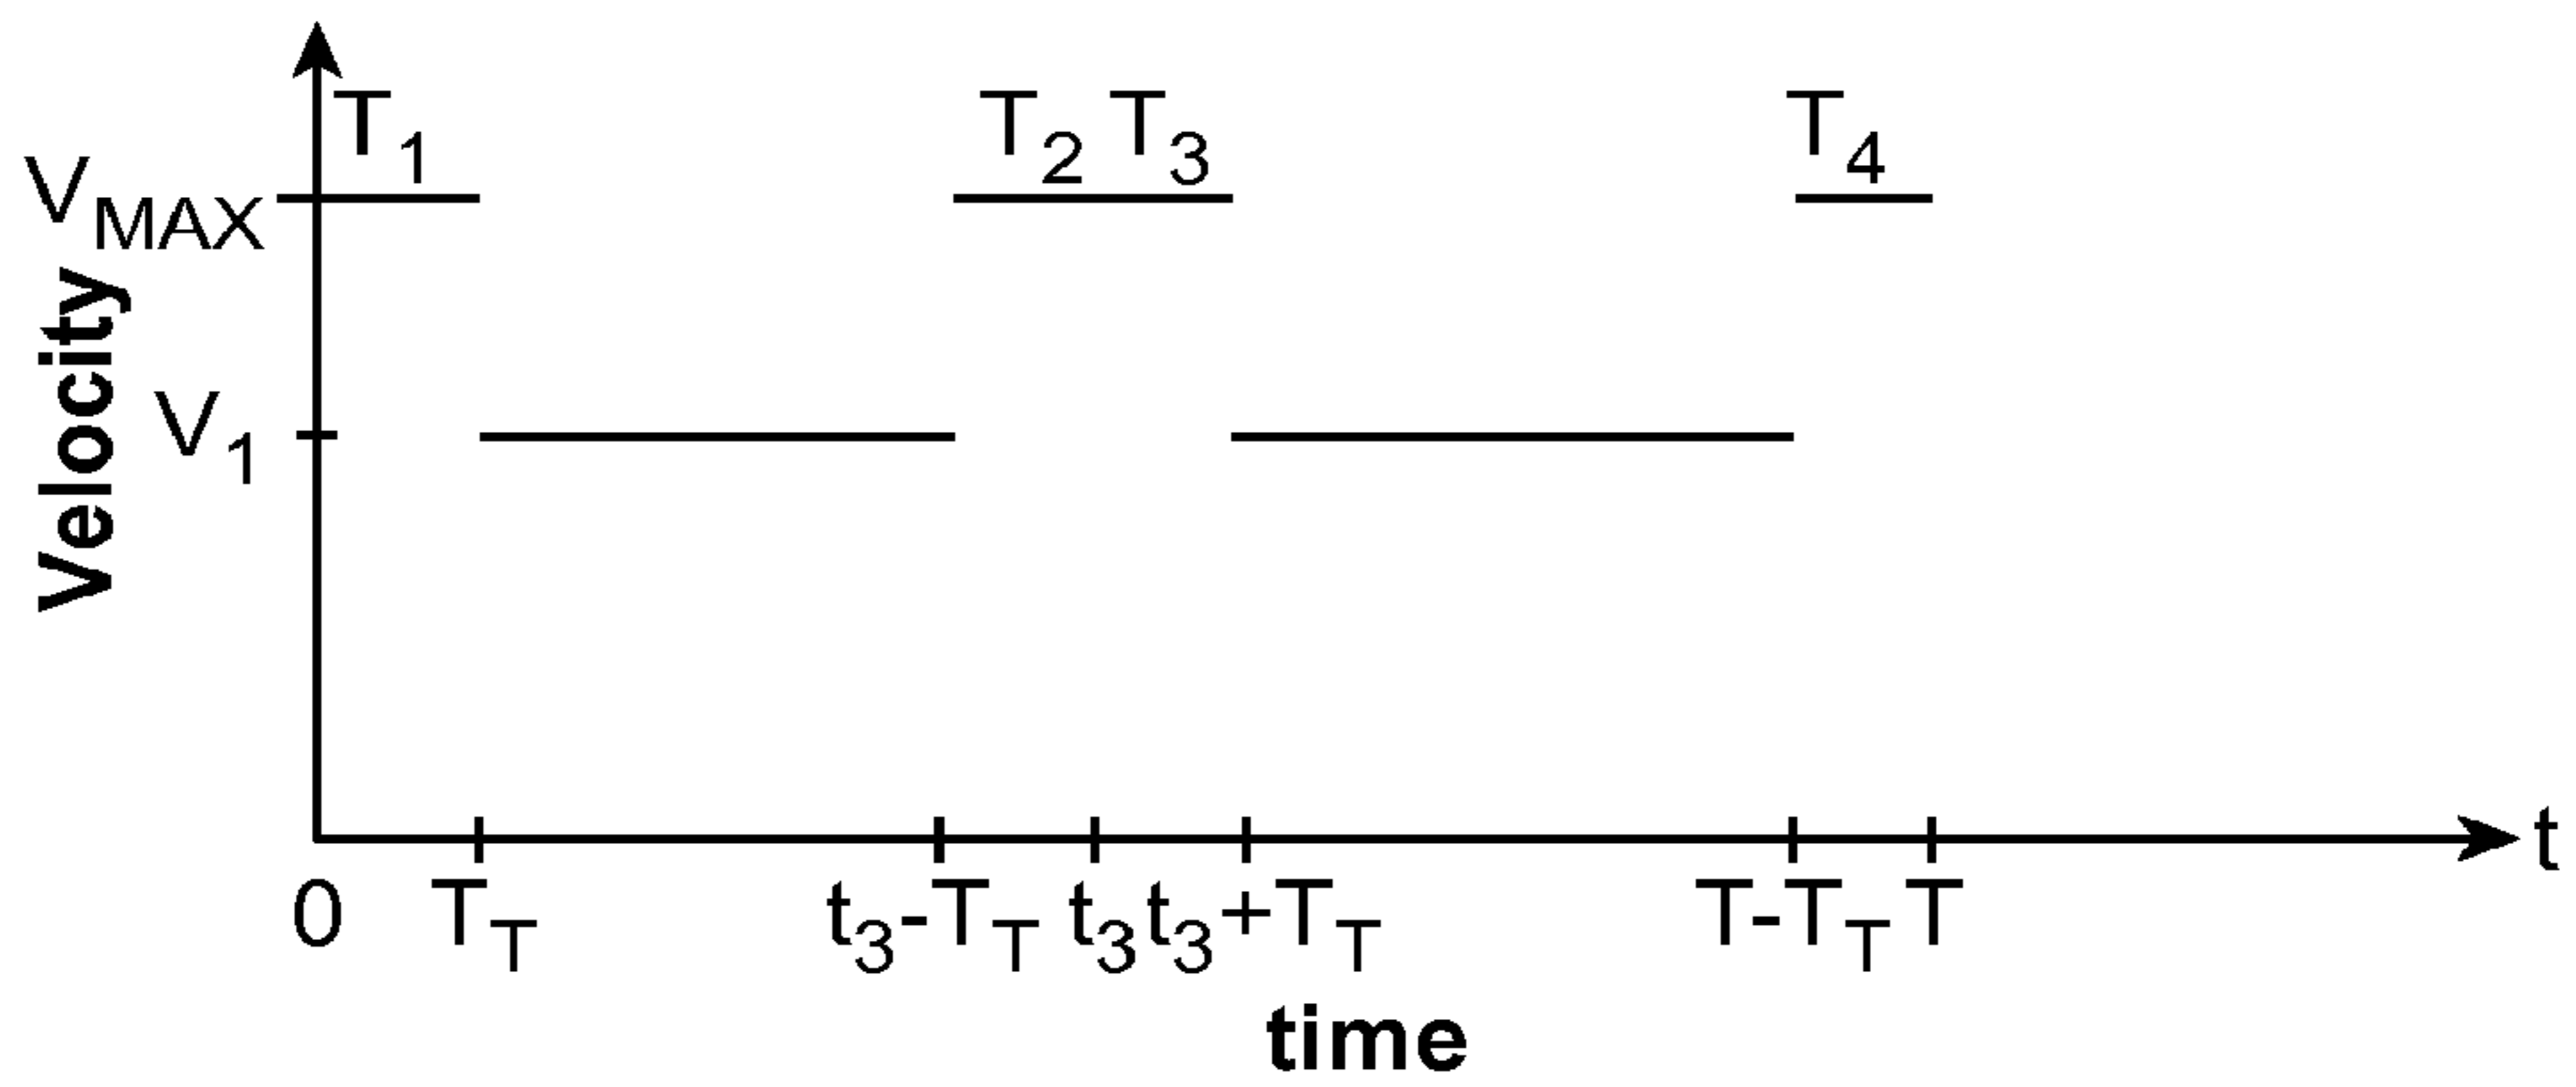 T1 T2 T3 T4
VMAX
V1
Velocity
0 TT t3-TT t3 t3+TT T-TT T
t
time